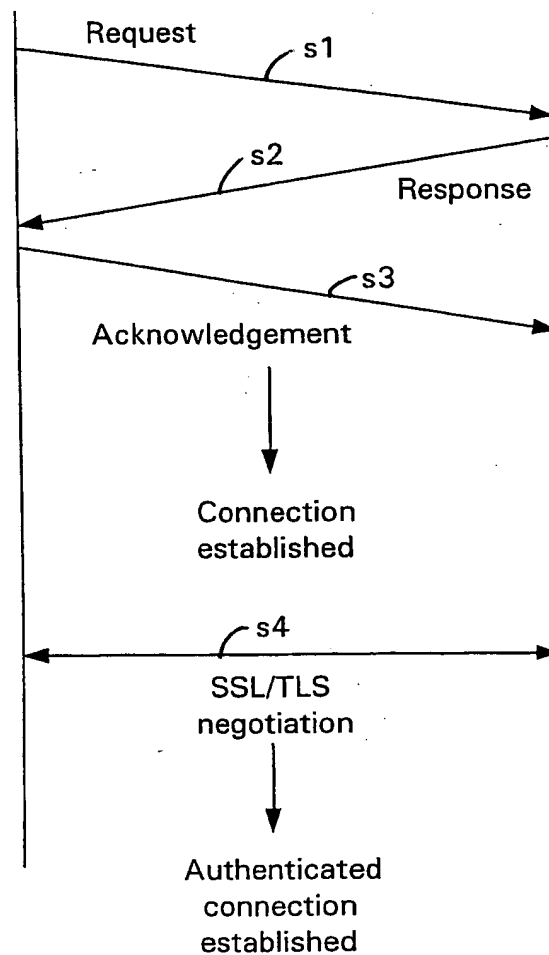 Request
s1
s2
Response
s3
Acknowledgement
Connection
established
s4
SSL/TLS
negotiation
Authenticated
connection
established